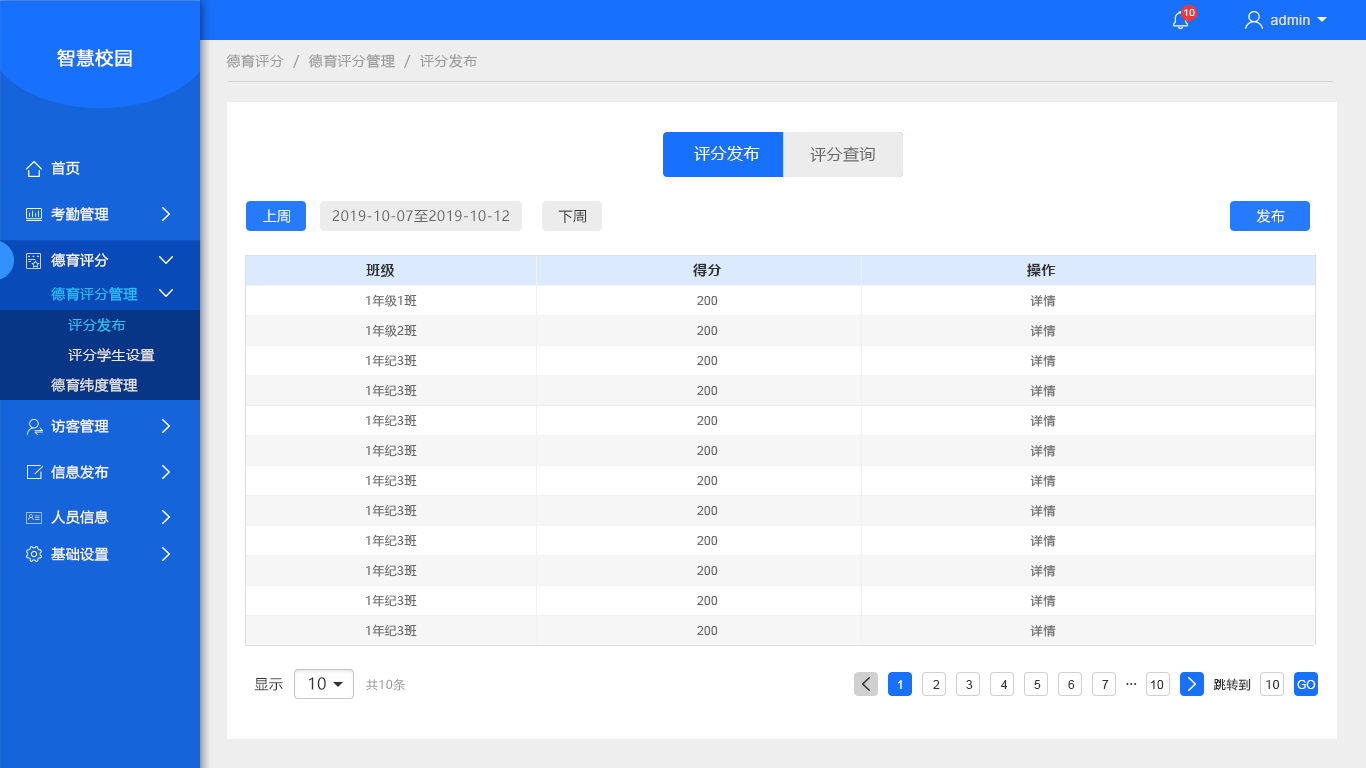 智慧校园
10
admin
首页
考勤管理
德育评分
德育评分管理
评分发布
评分学生设置
德育纬度管理
访客管理
信息发布
人员信息
基础设置
德育评分 / 德育评分管理 / 评分发布
评分发布 评分查询
上周 2019-10-07至2019-10-12 下周 发布
班级 得分 操作
1年级1班 200 详情
1年级2班 200 详情
1年纪3班 200 详情
1年纪3班 200 详情
1年纪3班 200 详情
1年纪3班 200 详情
1年纪3班 200 详情
1年纪3班 200 详情
1年纪3班 200 详情
1年纪3班 200 详情
1年纪3班 200 详情
1年纪3班 200 详情
显示 10 共10条 1 2 3 4 5 6 7 ··· 10 跳转到 10 GO